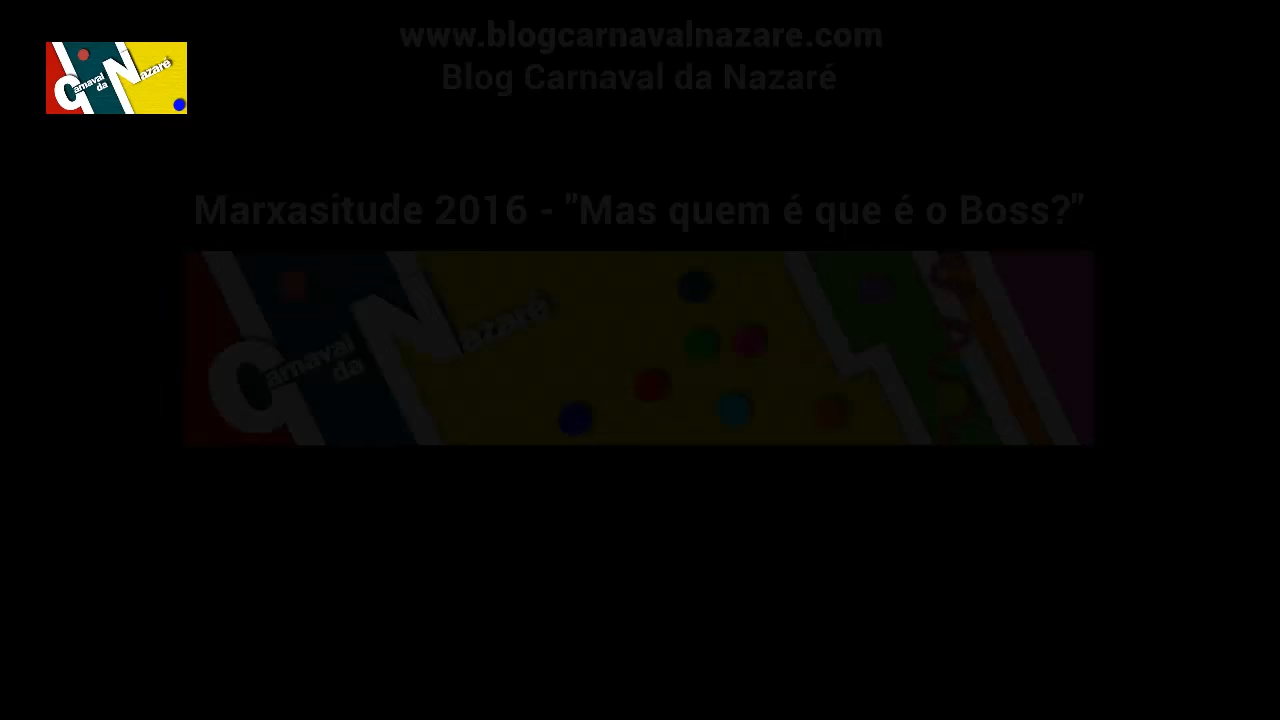 www.blogcarnavalnazare.com
Blog Carnaval da Nazaré
Carnaval
da
Nazaré
Marxasitude 2016 - "Mas quem é que é o Boss?"
Carnaval
da
Nazaré